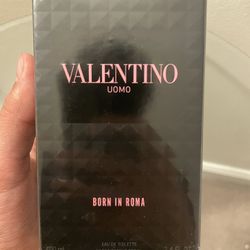 VALENTINO
UOMO
BORN IN ROMA
EAU DE TOILETTE